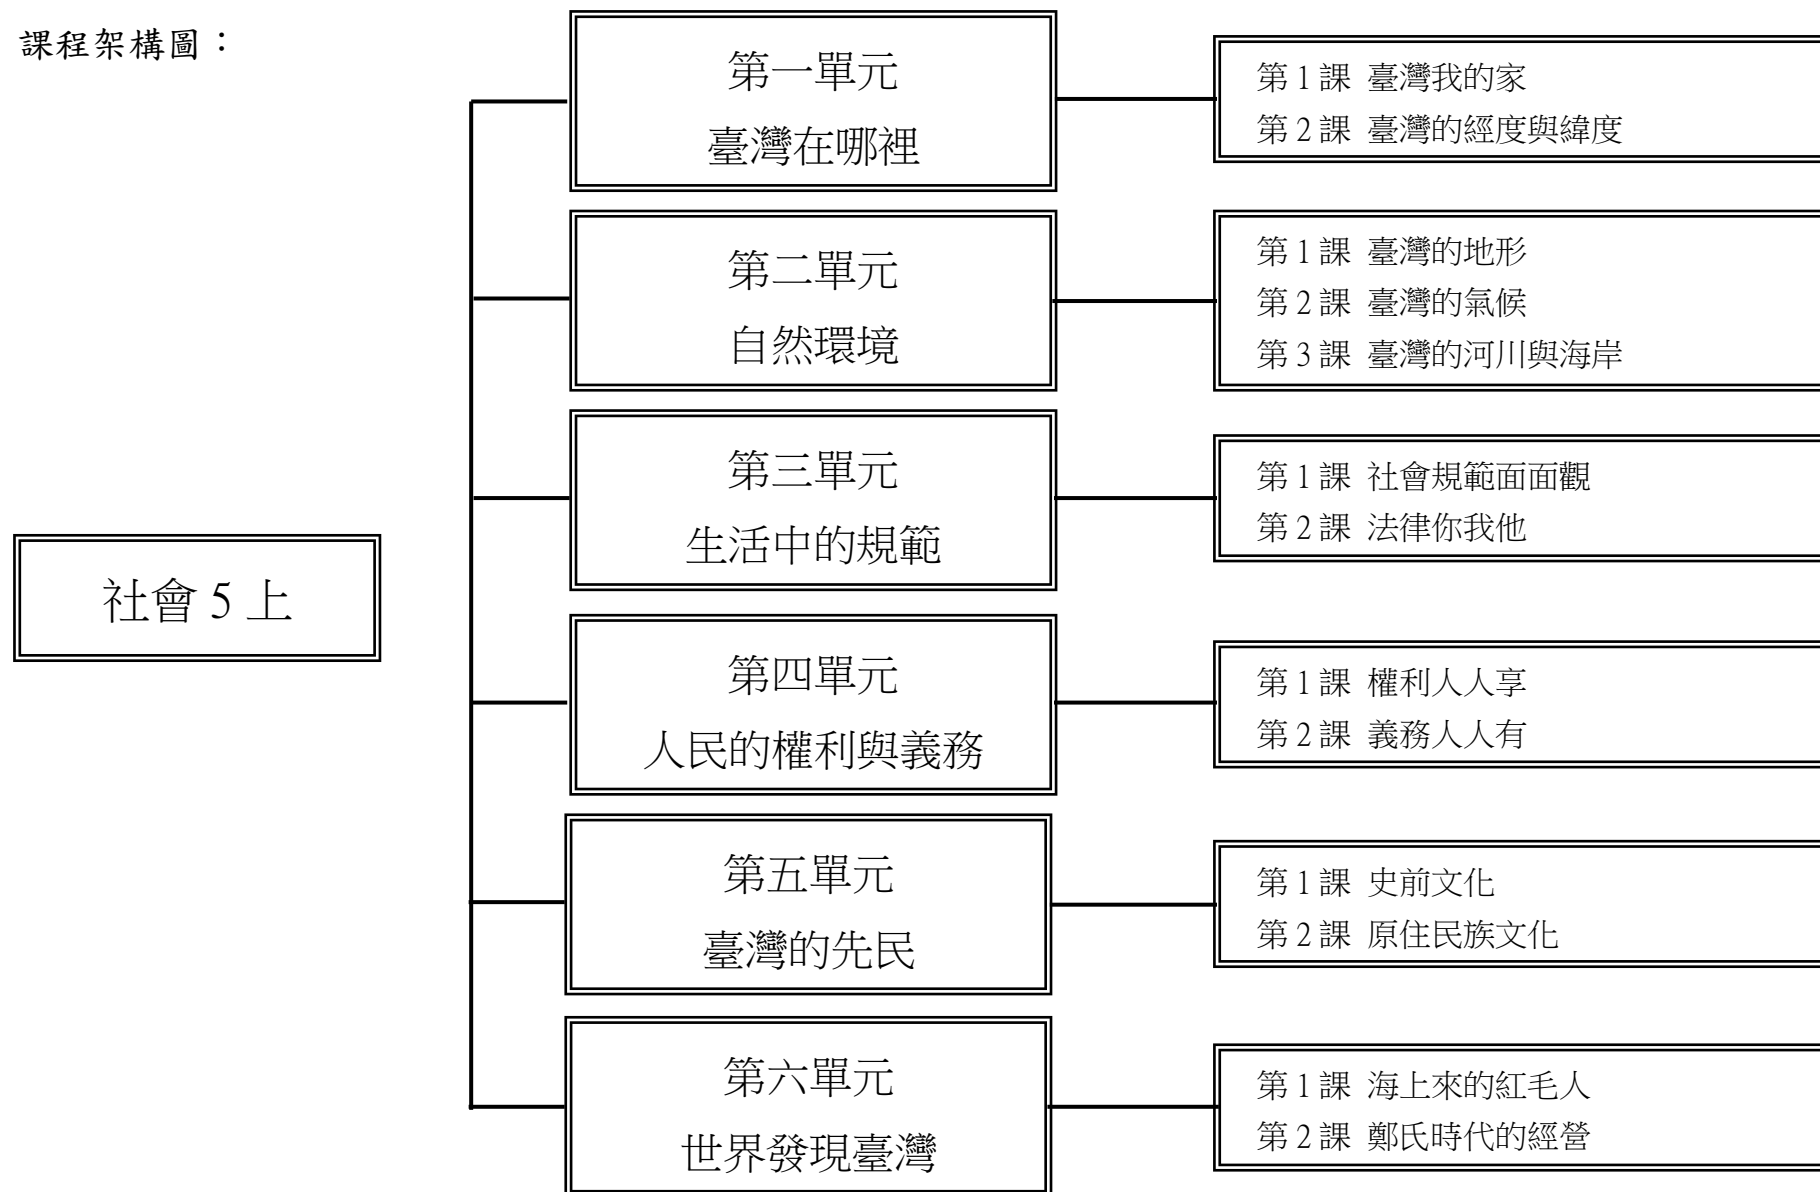 課程架構圖：
社會 5 上
第一單元
臺灣在哪裡
第 1 課 臺灣我的家
第 2 課 臺灣的經度與緯度
第二單元
自然環境
第 1 課 臺灣的地形
第 2 課 臺灣的氣候
第 3 課 臺灣的河川與海岸
第三單元
生活中的規範
第 1 課 社會規範面面觀
第 2 課 法律你我他
第四單元
人民的權利與義務
第 1 課 權利人人享
第 2 課 義務人人有
第五單元
臺灣的先民
第 1 課 史前文化
第 2 課 原住民族文化
第六單元
世界發現臺灣
第 1 課 海上來的紅毛人
第 2 課 鄭氏時代的經營